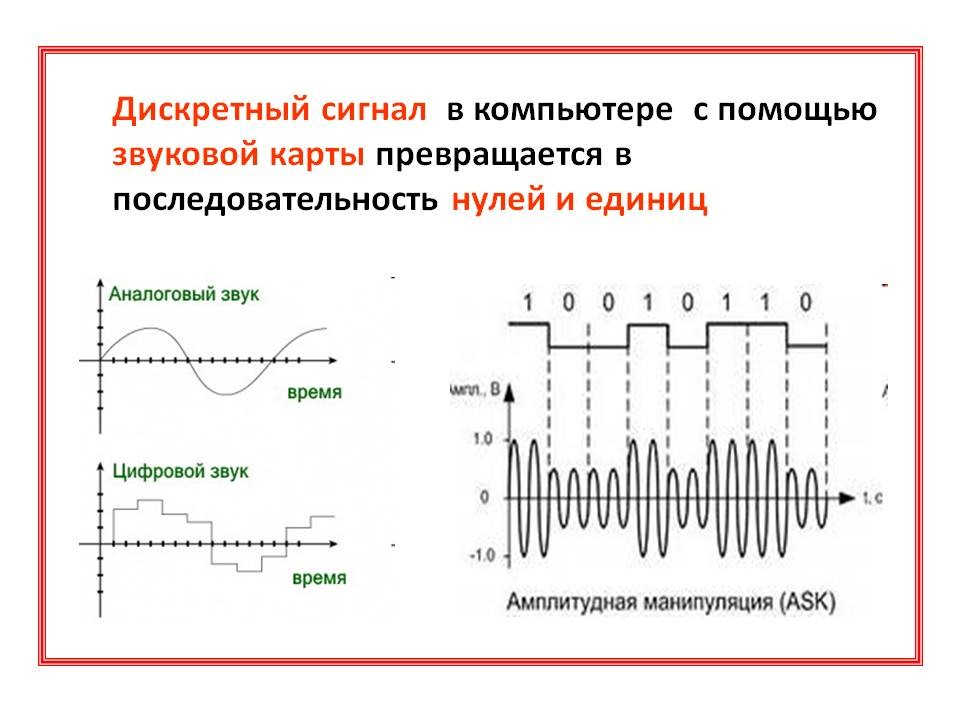 Дискретный сигнал в компьютере с помощью
звуковой карты превращается в
последовательность нулей и единиц
Аналоговый звук
время
Цифровой звук
время
1 0 0 1 0 1 1 0
Ампл., В
1.0
0
-1.0
t, с
Амплитудная манипуляция (ASK)